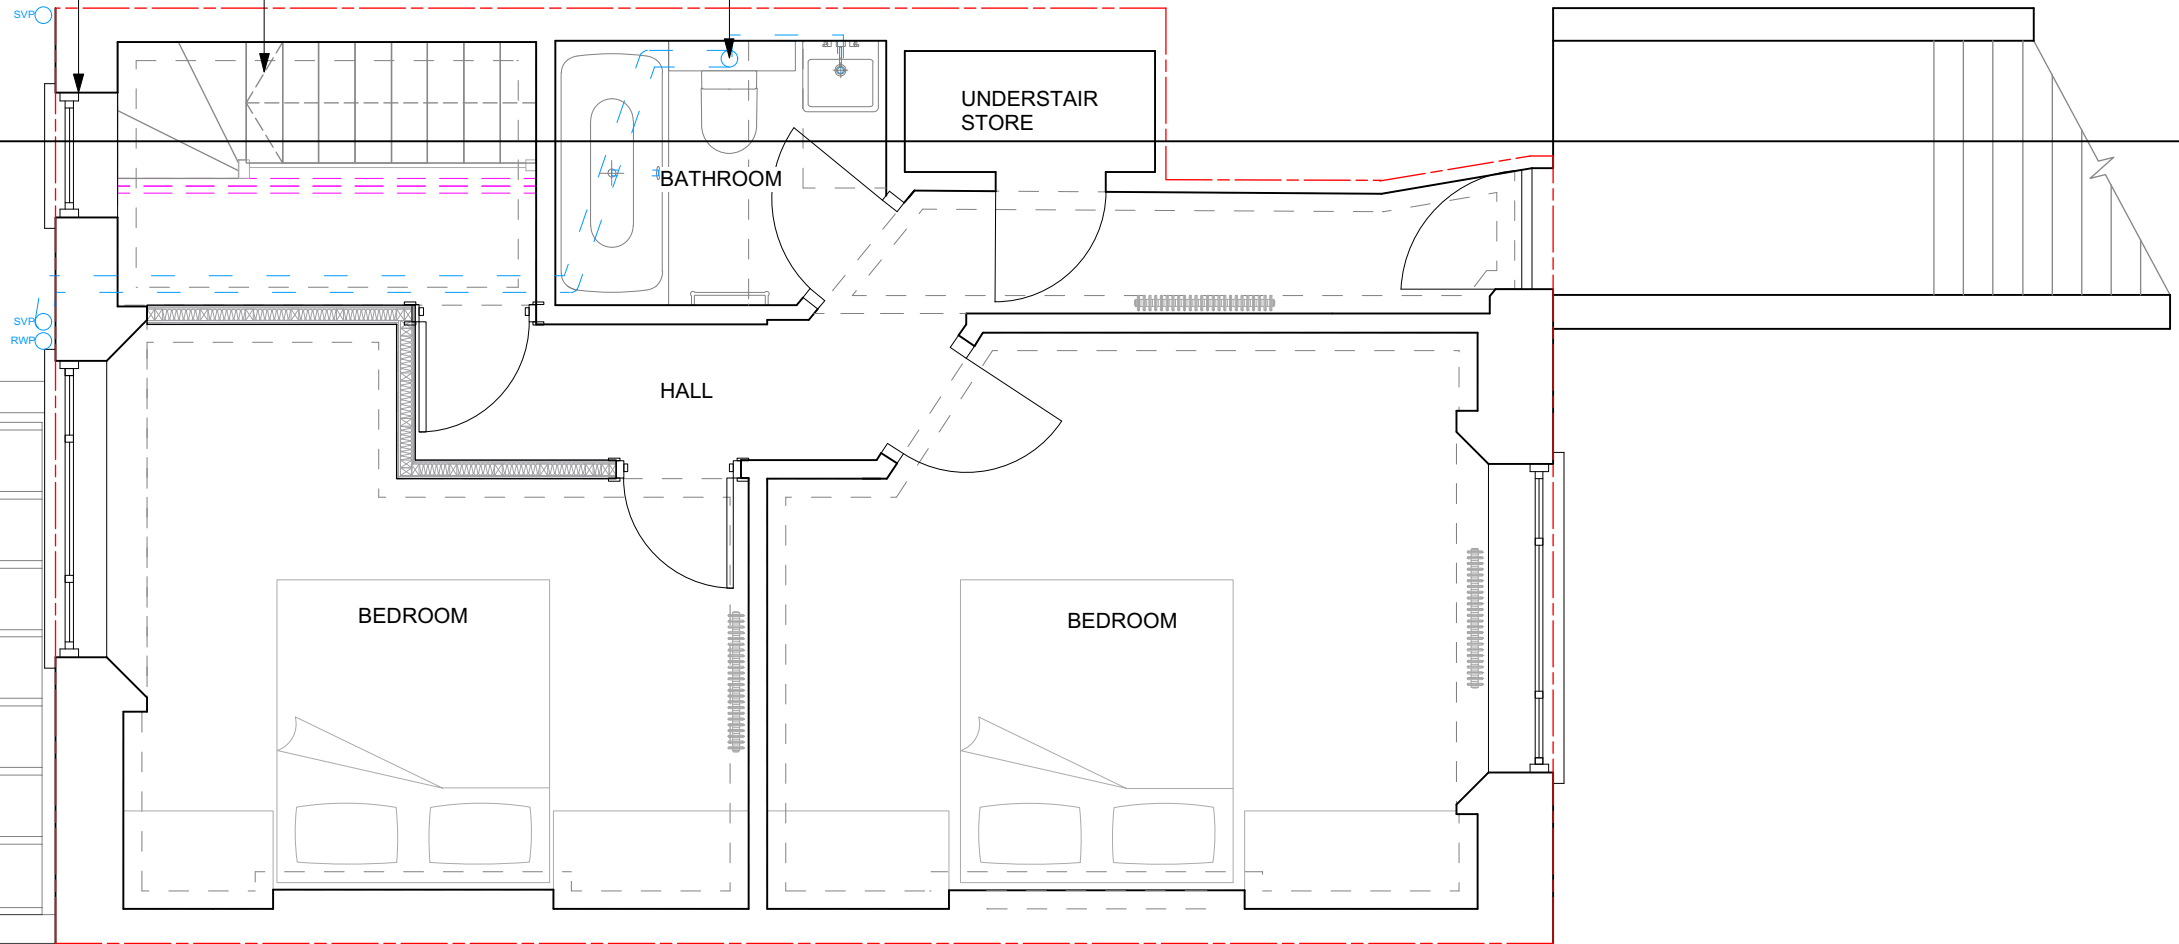 SVP
UNDERSTAIR
STORE
BATHROOM
SVP
RWP
HALL
BEDROOM
BEDROOM